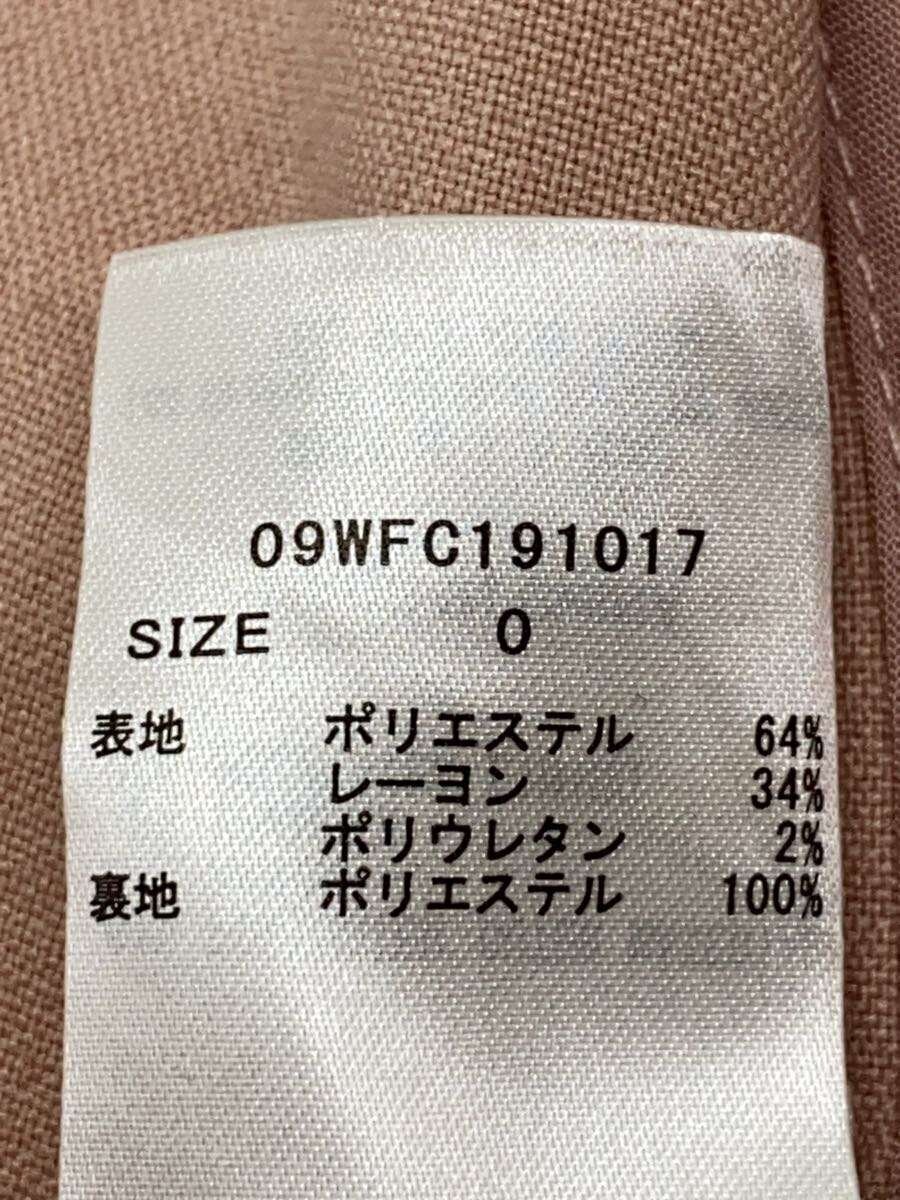 09WFC191017
SIZE 0
表地 ポリエステル 64%
レーヨン 34%
ポリウレタン 2%
裏地 ポリエステル 100%